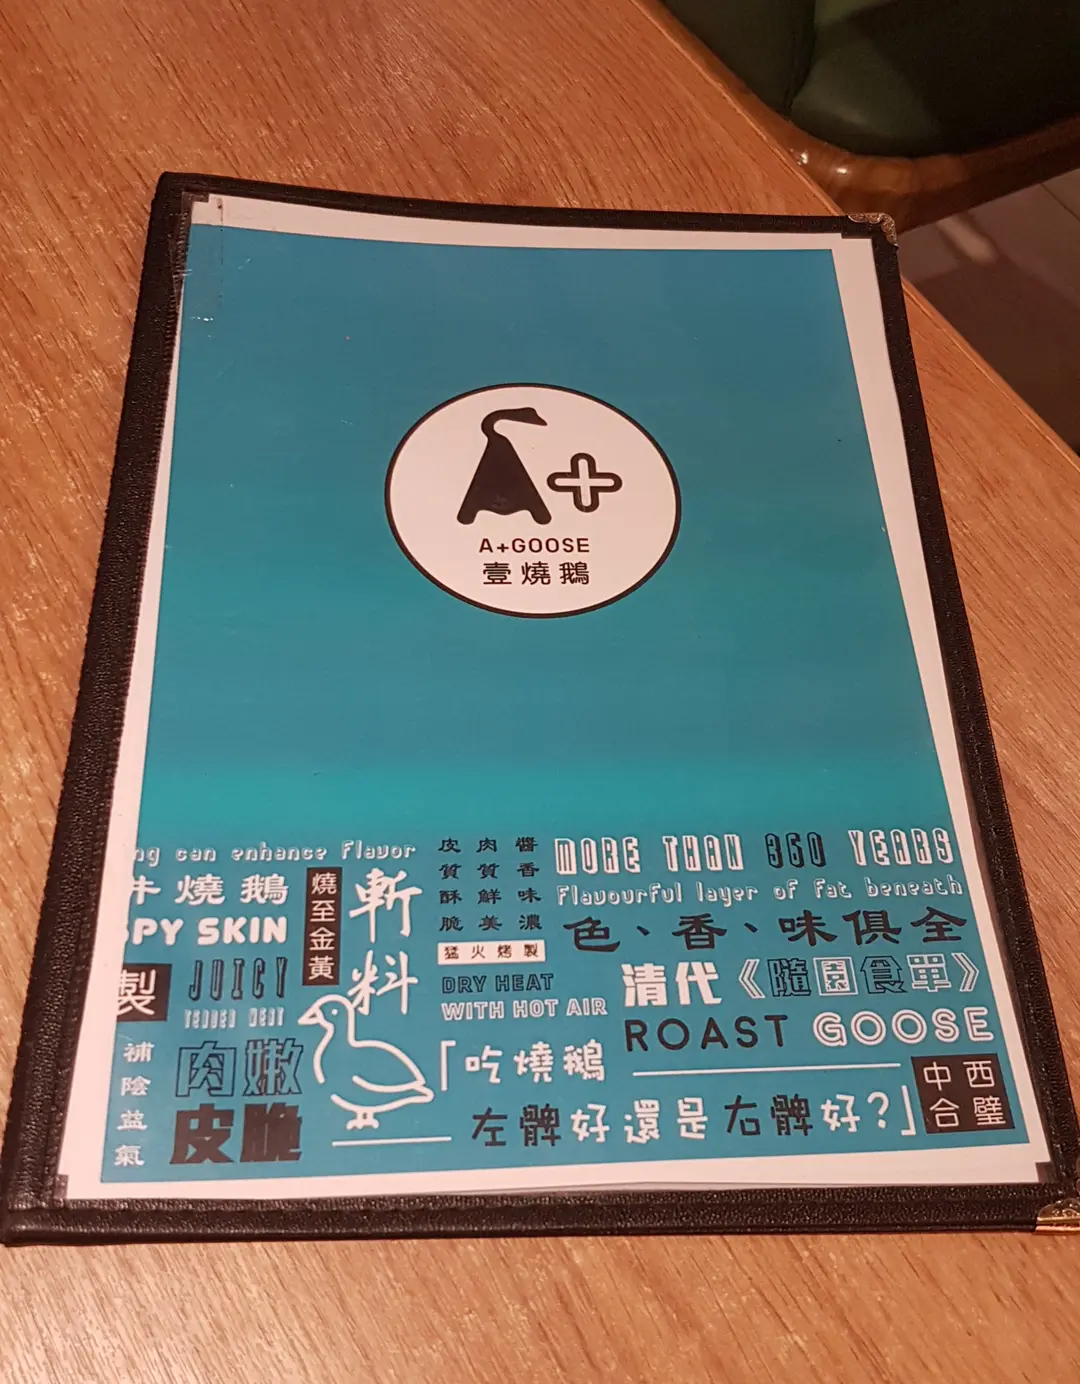 A+
A+GOOSE
壹燒鵝
ng can enhance Flavor
牛燒鵝
SPY SKIN
燒至金黃
斬料
製
JUICY
TENDER MEAT
補陰益氣
肉嫩
皮脆
皮質酥脆
肉質鮮美
醬香味濃
猛火烤製
DRY HEAT
WITH HOT AIR
MORE THAN 360 YEARS
Flavourful layer of fat beneath
色、香、味俱全
清代《隨園食單》
ROAST GOOSE
「吃燒鵝
左髀好還是右髀好?」
中西合璧